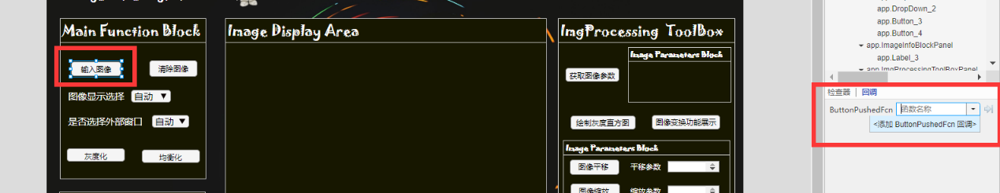 Main Function Block
输入图像
清除图像
图像显示选择
自动
是否选择外部窗口
自动
灰度化
均衡化
Image Display Area
ImgProcessing ToolBox
Image Parameters Block
获取图像参数
绘制灰度直方图
图像变换功能展示
Image Parameters Block
图像平移
平移参数
图像缩放
缩放参数
app.DropDown_2
app.Button_3
app.Button_4
app.ImageInfoBlockPanel
app.Label_3
app.ImgProcessingToolBoxPanel
检查器 | 回调
ButtonPushedFcn
函数名称
<添加 ButtonPushedFcn 回调>